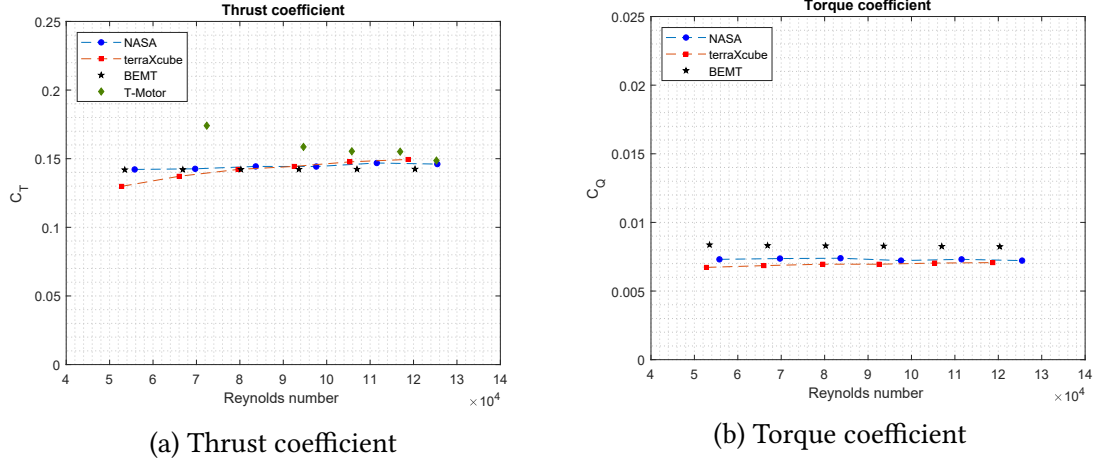 Thrust coefficient
NASA
terraXcube
BEMT
T-Motor
0.25
0.2
0.15
0.1
0.05
0
C_T
4 5 6 7 8 9 10 11 12 13 14
Reynolds number
×10^4
(a) Thrust coefficient
Torque coefficient
NASA
terraXcube
BEMT
0.025
0.02
0.015
0.01
0.005
0
C_Q
4 5 6 7 8 9 10 11 12 13 14
Reynolds number
×10^4
(b) Torque coefficient